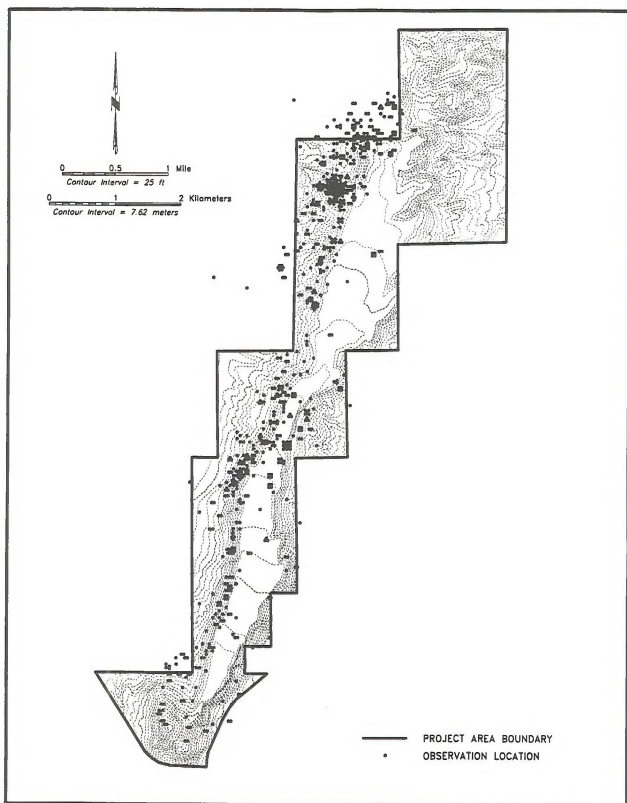 0 0.5 1 Mile
Contour Interval = 25 ft
0 1 2 Kilometers
Contour Interval = 7.62 meters
PROJECT AREA BOUNDARY
OBSERVATION LOCATION